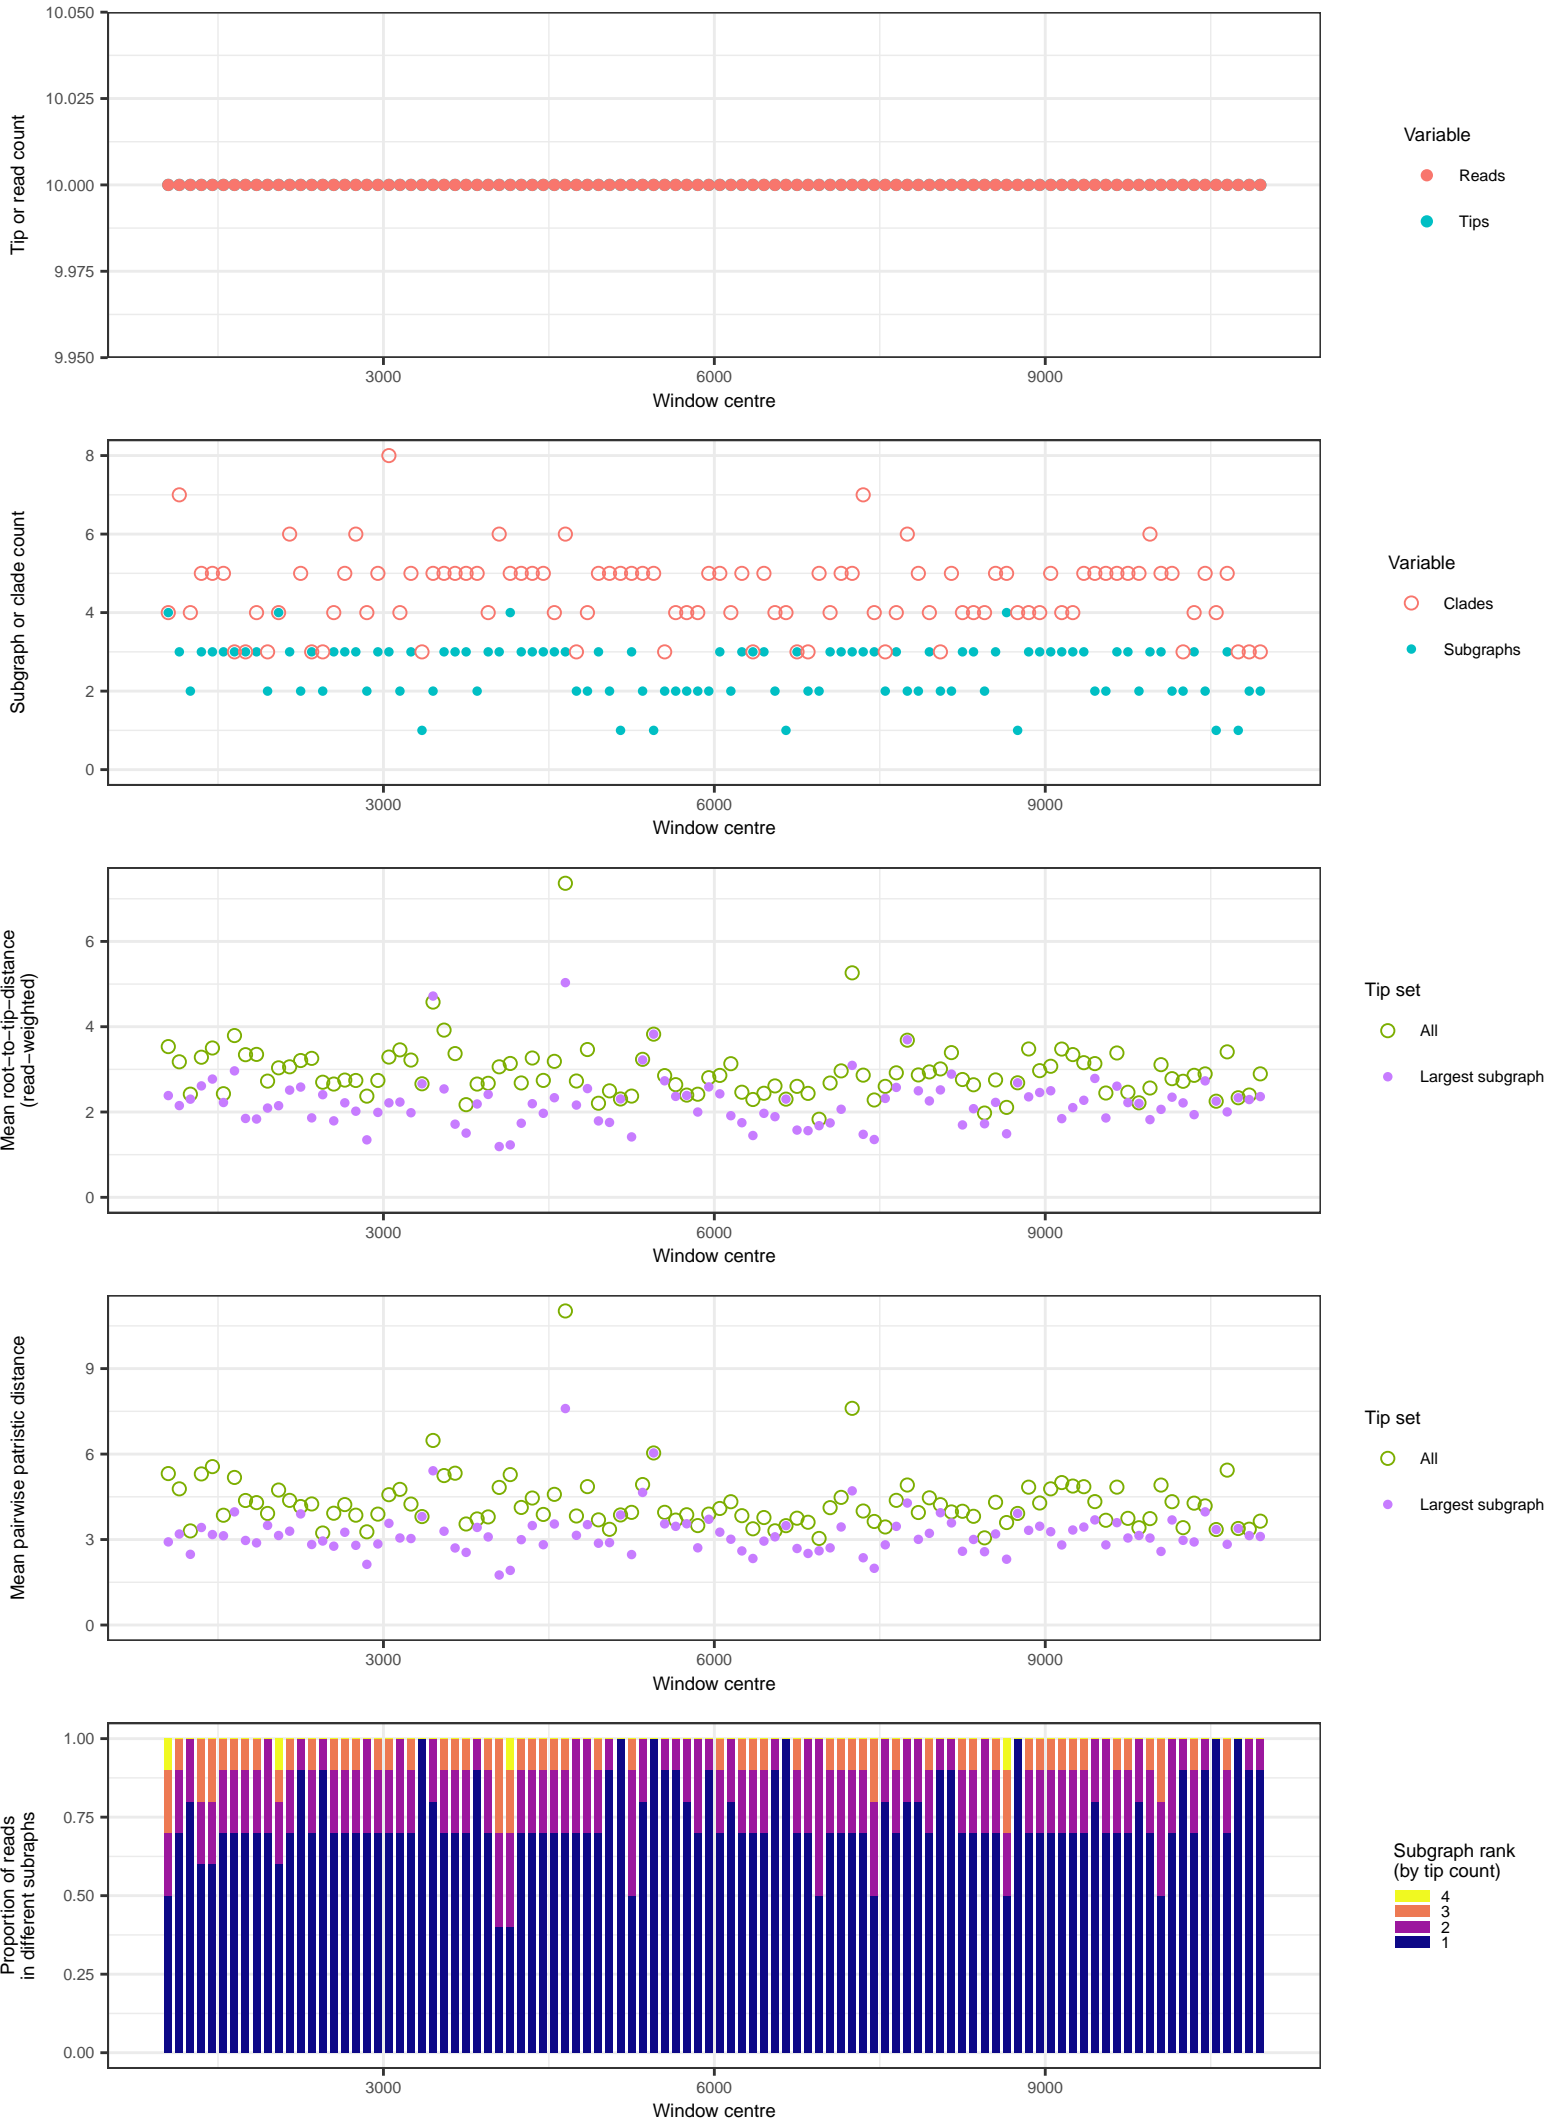 10.050
10.025
10.000
9.975
9.950
Tip or read count
3000 6000 9000
Window centre
Variable
Reads
Tips
8
6
4
2
0
Subgraph or clade count
3000 6000 9000
Window centre
Variable
Clades
Subgraphs
6
4
2
0
Mean root−to−tip−distance
(read−weighted)
3000 6000 9000
Window centre
Tip set
All
Largest subgraph
9
6
3
0
Mean pairwise patristic distance
3000 6000 9000
Window centre
Tip set
All
Largest subgraph
1.00
0.75
0.50
0.25
0.00
Proportion of reads
in different subraphs
3000 6000 9000
Window centre
Subgraph rank
(by tip count)
4
3
2
1